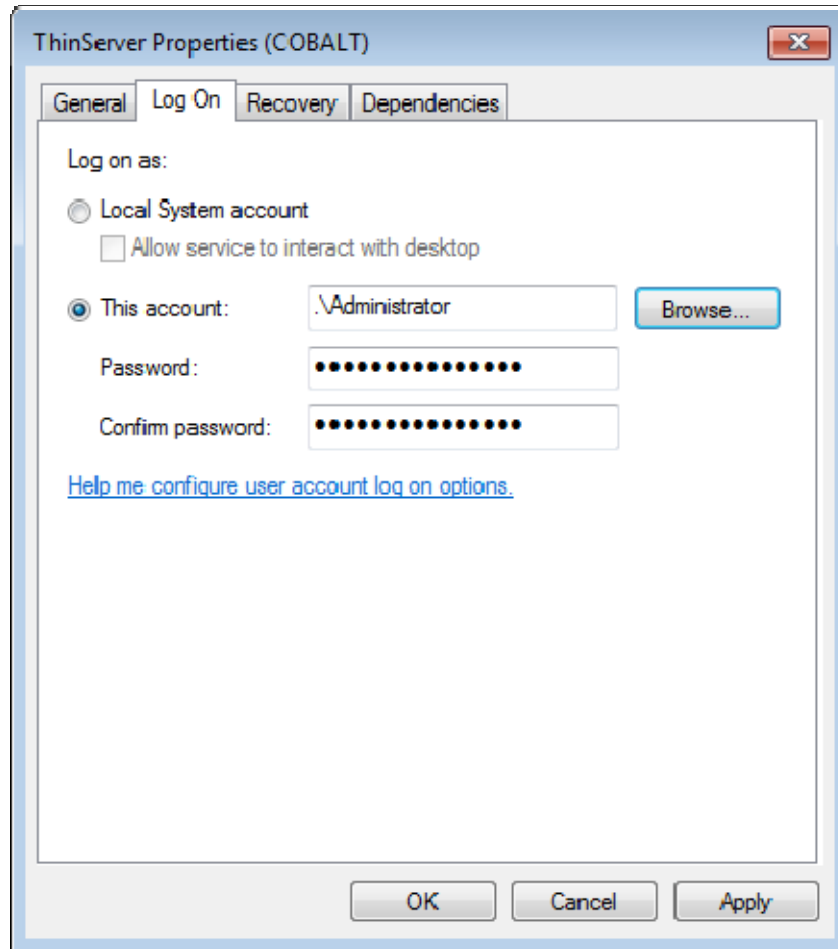 ThinServer Properties (COBALT)
General Log On Recovery Dependencies
Log on as:
Local System account
Allow service to interact with desktop
This account: .\Administrator Browse...
Password: •••••••••••••••
Confirm password: •••••••••••••••
Help me configure user account log on options.
OK Cancel Apply